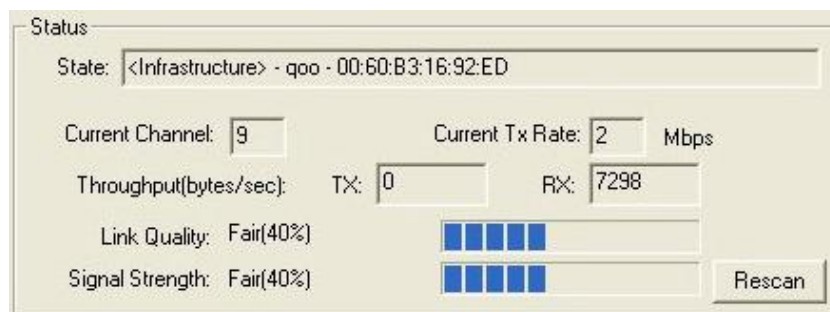 Status
State: <Infrastructure> - qoo - 00:60:B3:16:92:ED
Current Channel: 9 Current Tx Rate: 2 Mbps
Throughput(bytes/sec): TX: 0 RX: 7298
Link Quality: Fair(40%)
Signal Strength: Fair(40%) Rescan